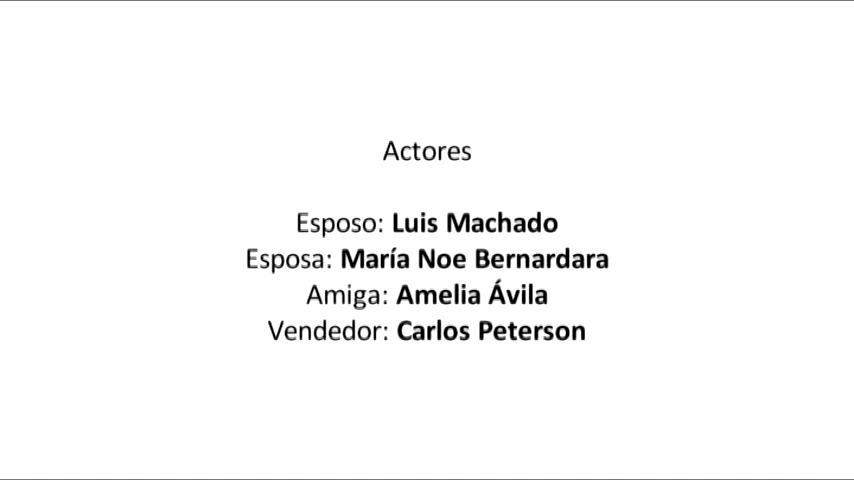 Actores
Esposo: Luis Machado
Esposa: María Noe Bernardara
Amiga: Amelia Ávila
Vendedor: Carlos Peterson